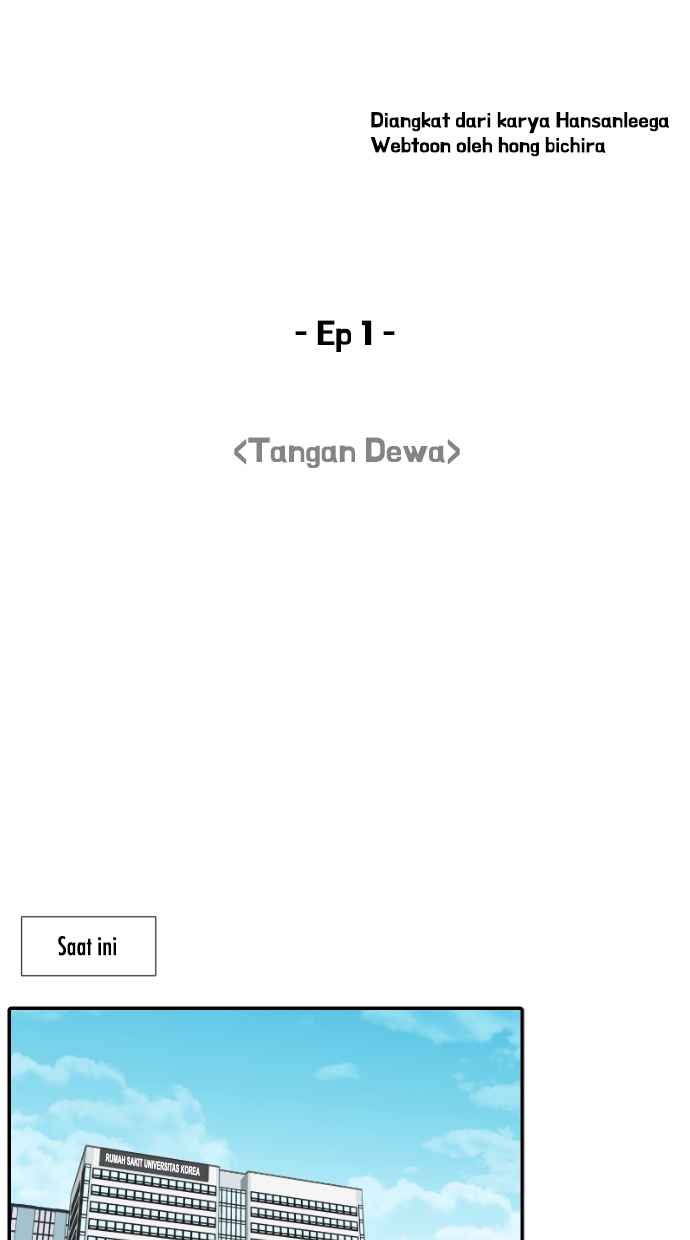 Diangkat dari karya Hansanleega
Webtoon oleh hong bichira
- Ep 1 -
<Tangan Dewa>
Saat ini
RUMAH SAKIT UNIVERSITAS KOREA